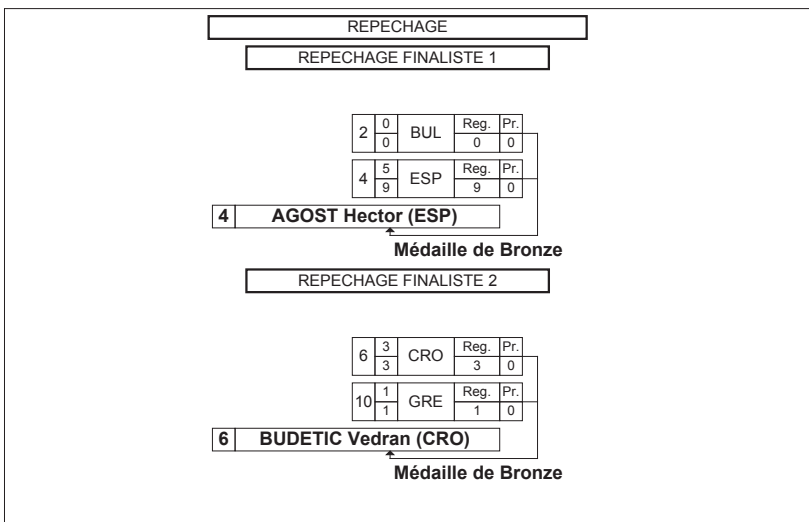 REPECHAGE
REPECHAGE FINALISTE 1
2 0 BUL Reg. Pr.
0 0 0
4 5 ESP Reg. Pr.
9 9 0
4 AGOST Hector (ESP)
Médaille de Bronze
REPECHAGE FINALISTE 2
6 3 CRO Reg. Pr.
3 3 0
10 1 GRE Reg. Pr.
1 1 0
6 BUDETIC Vedran (CRO)
Médaille de Bronze